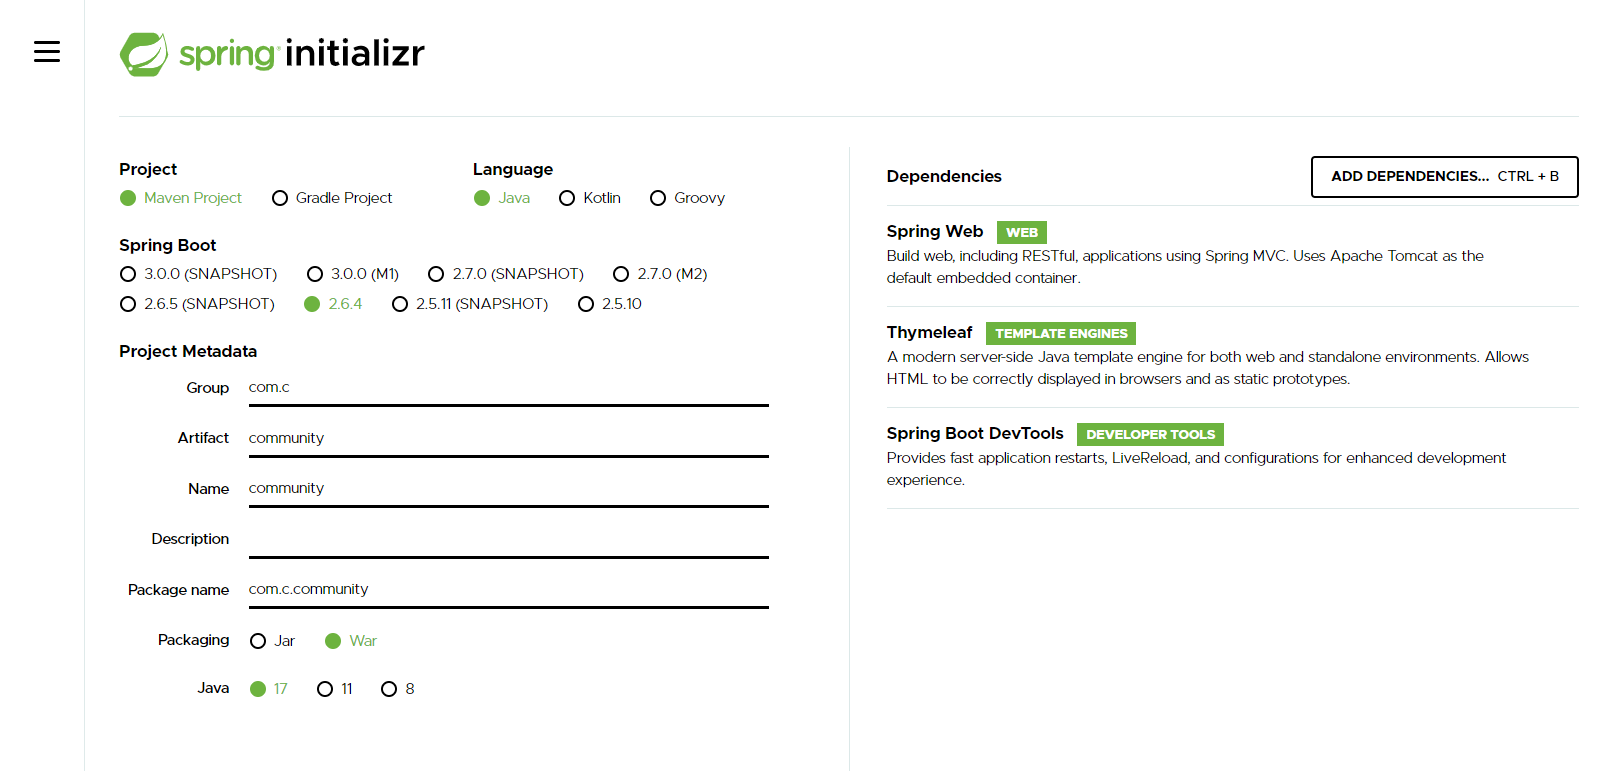 spring initializr
Project
Maven Project Gradle Project
Language
Java Kotlin Groovy
Spring Boot
3.0.0 (SNAPSHOT) 3.0.0 (M1) 2.7.0 (SNAPSHOT) 2.7.0 (M2)
2.6.5 (SNAPSHOT) 2.6.4 2.5.11 (SNAPSHOT) 2.5.10
Project Metadata
Group com.c
Artifact community
Name community
Description
Package name com.c.community
Packaging Jar War
Java 17 11 8
Dependencies
ADD DEPENDENCIES... CTRL + B
Spring Web WEB
Build web, including RESTful, applications using Spring MVC. Uses Apache Tomcat as the
default embedded container.
Thymeleaf TEMPLATE ENGINES
A modern server-side Java template engine for both web and standalone environments. Allows
HTML to be correctly displayed in browsers and as static prototypes.
Spring Boot DevTools DEVELOPER TOOLS
Provides fast application restarts, LiveReload, and configurations for enhanced development
experience.